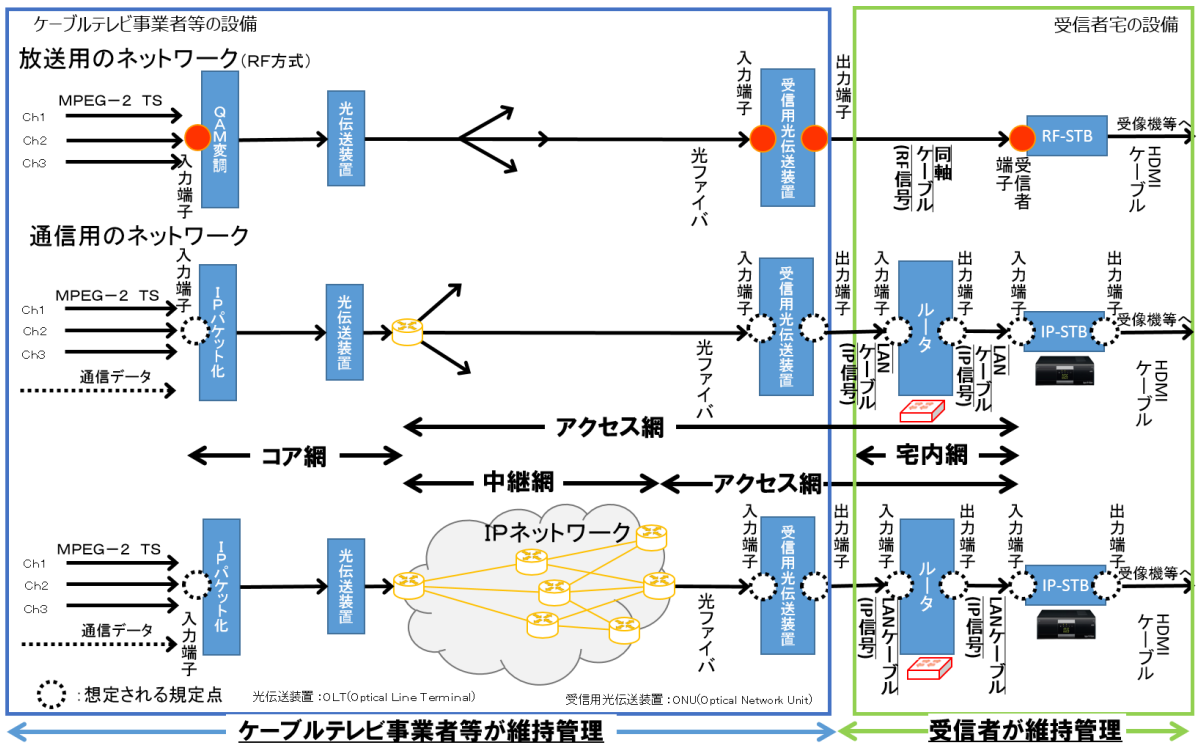 ケーブルテレビ事業者等の設備
受信者宅の設備
放送用のネットワーク(RF方式)
MPEG-2 TS
Ch1
Ch2
Ch3
入力端子
QAM変調
光伝送装置
光ファイバ
入力端子
受信用光伝送装置
出力端子
同軸ケーブル(RF信号)
受信者端子
RF-STB
受像機等へ
HDMIケーブル
通信用のネットワーク
MPEG-2 TS
Ch1
Ch2
Ch3
通信データ
入力端子
IPパケット化
光伝送装置
光ファイバ
入力端子
受信用光伝送装置
出力端子
LANケーブル(IP信号)
入力端子
ルータ
出力端子
LANケーブル(IP信号)
入力端子
IP-STB
出力端子
受像機等へ
HDMIケーブル
アクセス網
コア網
宅内網
中継網
アクセス網
MPEG-2 TS
Ch1
Ch2
Ch3
通信データ
入力端子
IPパケット化
光伝送装置
IPネットワーク
光ファイバ
入力端子
受信用光伝送装置
出力端子
LANケーブル(IP信号)
入力端子
ルータ
出力端子
LANケーブル(IP信号)
入力端子
IP-STB
出力端子
受像機等へ
HDMIケーブル
:想定される規定点
光伝送装置:OLT(Optical Line Terminal)
受信用光伝送装置:ONU(Optical Network Unit)
ケーブルテレビ事業者等が維持管理
受信者が維持管理